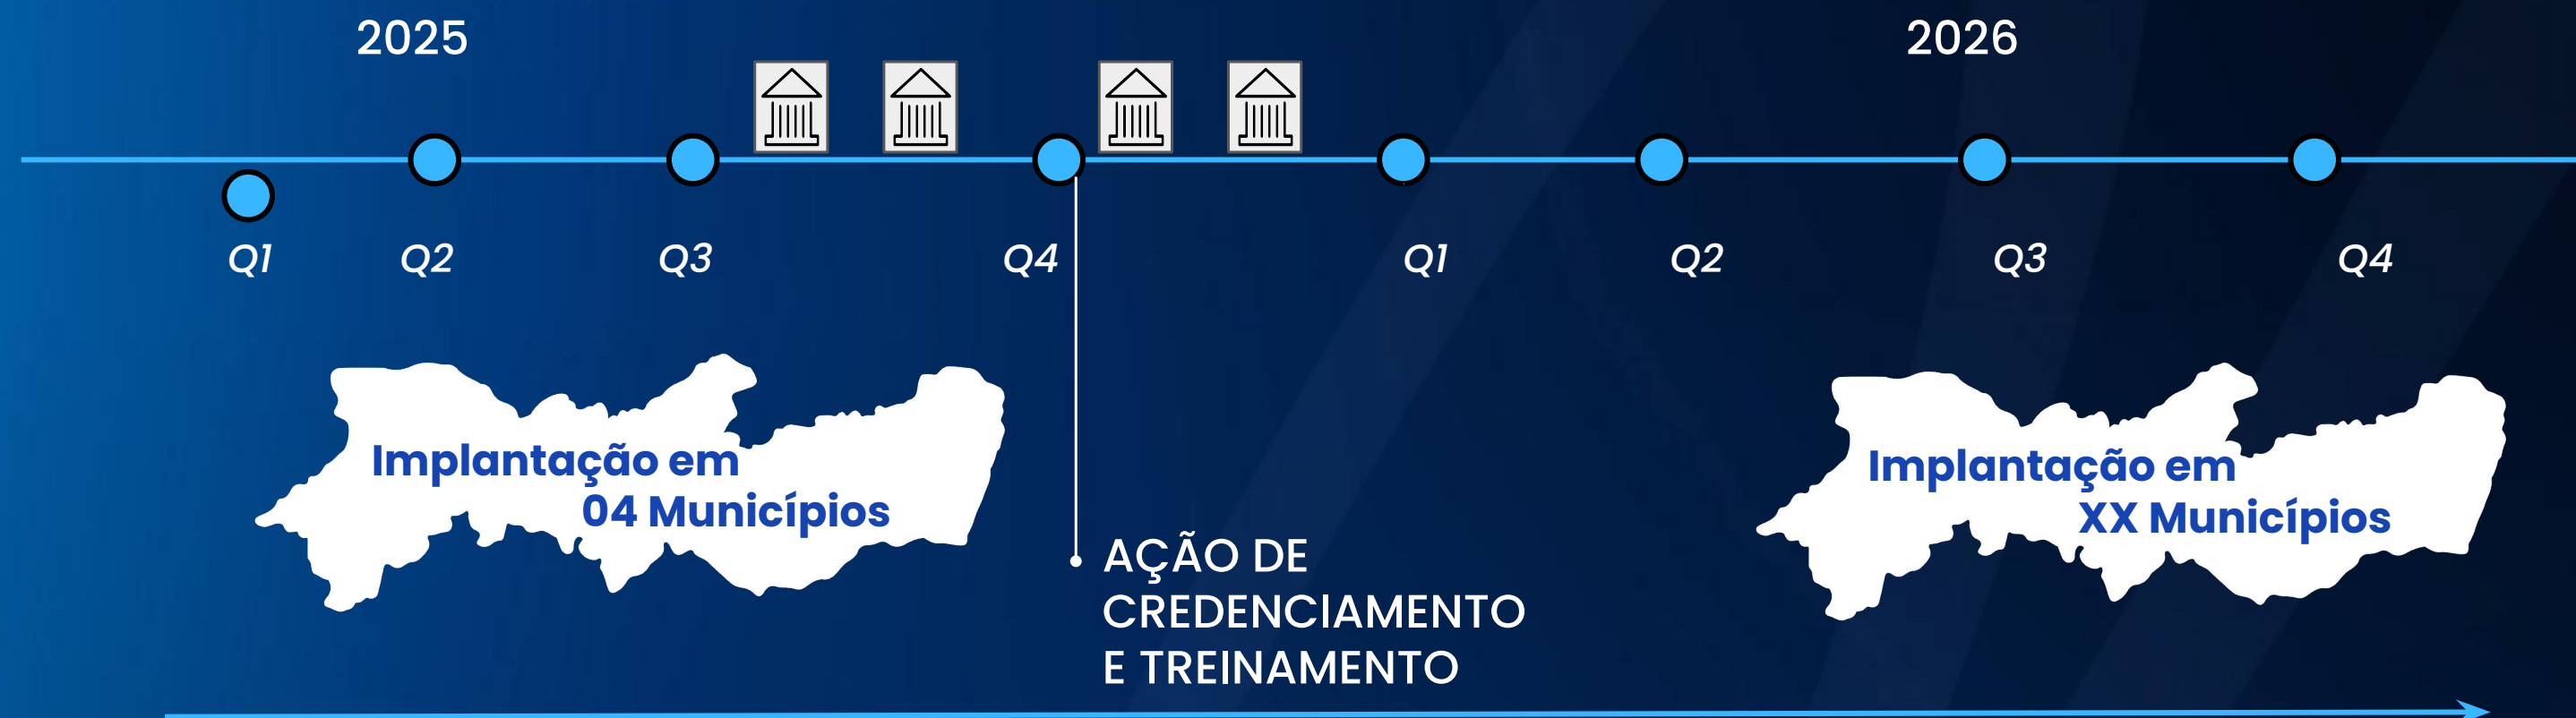 2025
2026
Q1
Q2
Q3
Q4
Q1
Q2
Q3
Q4
Implantação em
04 Municípios
AÇÃO DE
CREDENCIAMENTO
E TREINAMENTO
Implantação em
XX Municípios